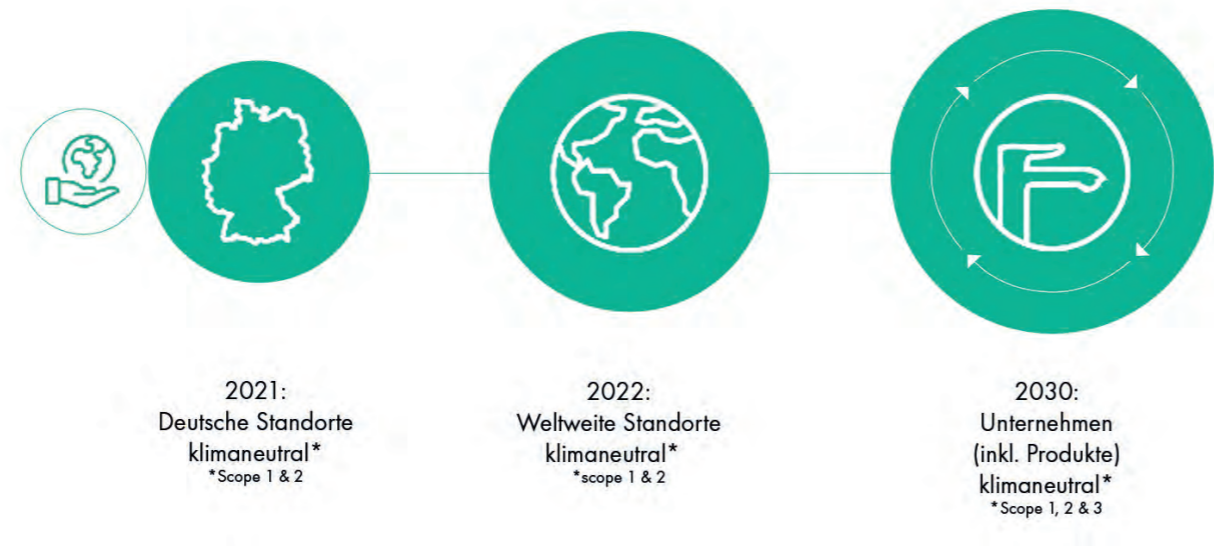 2021:
Deutsche Standorte
klimaneutral*
*Scope 1 & 2
2022:
Weltweite Standorte
klimaneutral*
*scope 1 & 2
2030:
Unternehmen
(inkl. Produkte)
klimaneutral*
*Scope 1, 2 & 3